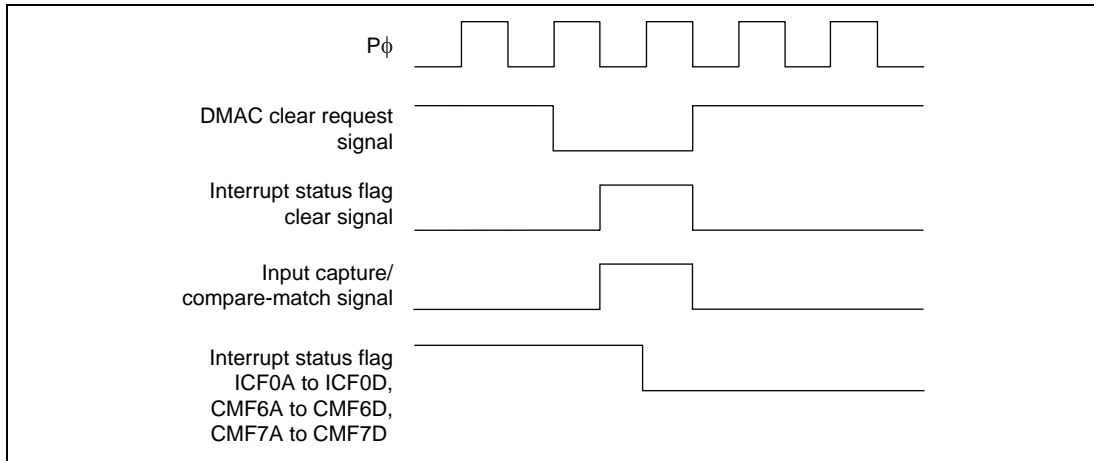 Pϕ
DMAC clear request
signal
Interrupt status flag
clear signal
Input capture/
compare-match signal
Interrupt status flag
ICF0A to ICF0D,
CMF6A to CMF6D,
CMF7A to CMF7D